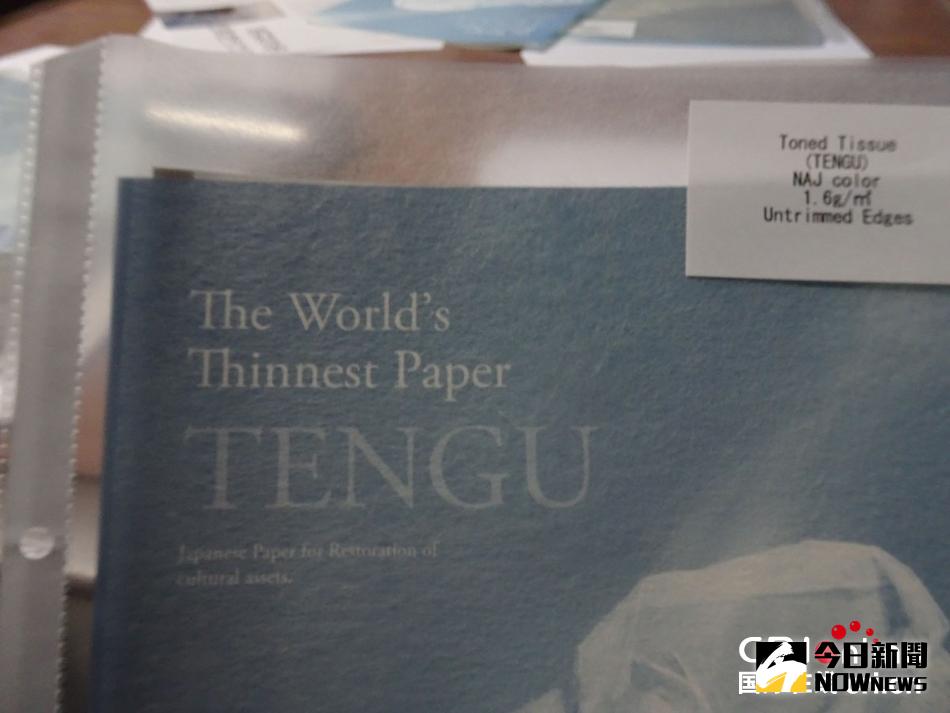 Toned Tissue
(TENGU)
NAJ color
1.6g/㎡
Untrimmed Edges
The World's
Thinnest Paper
TENGU
Japanese Paper for Restoration of
cultural assets.
今日新聞
NOWNEWS